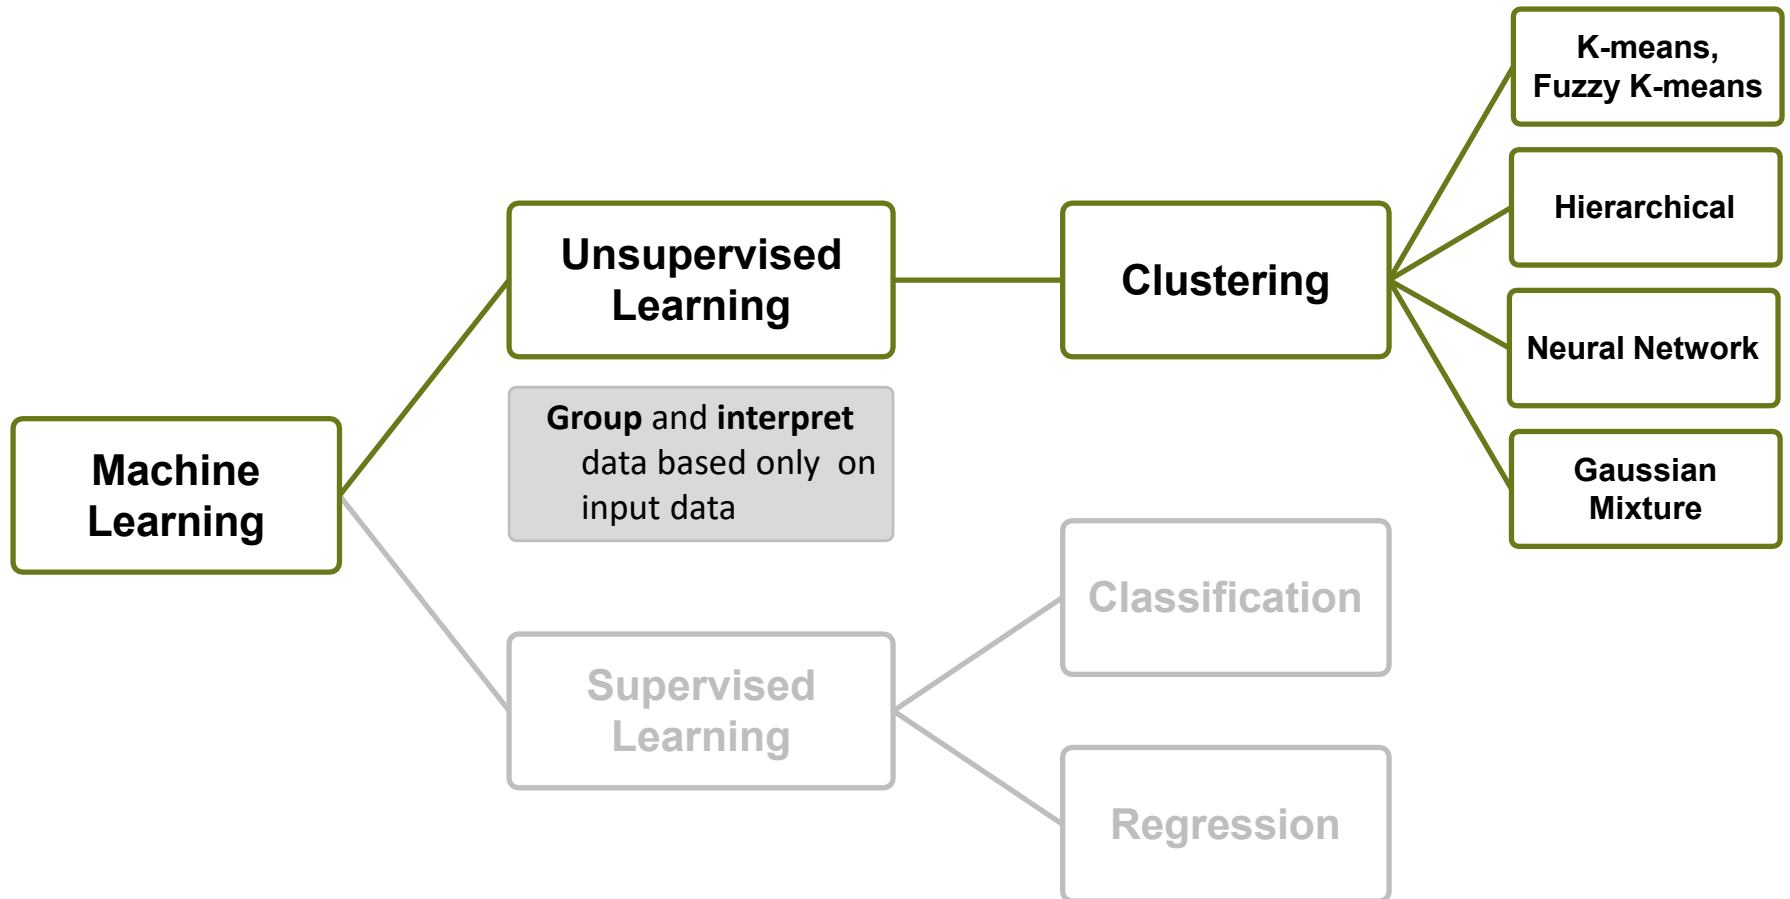 Machine
Learning
Unsupervised
Learning
Group and interpret
data based only on
input data
Supervised
Learning
Clustering
Classification
Regression
K-means,
Fuzzy K-means
Hierarchical
Neural Network
Gaussian
Mixture